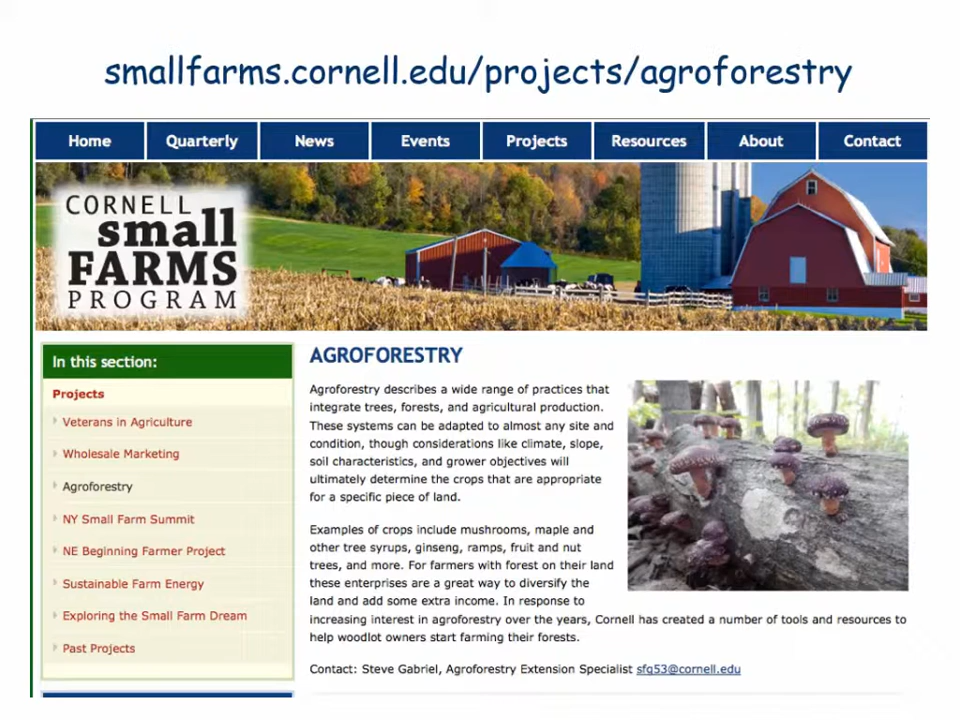 smallfarms.cornell.edu/projects/agroforestry
Home Quarterly News Events Projects Resources About Contact
CORNELL
small
FARMS
PROGRAM
In this section:
Projects
Veterans in Agriculture
Wholesale Marketing
Agroforestry
NY Small Farm Summit
NE Beginning Farmer Project
Sustainable Farm Energy
Exploring the Small Farm Dream
Past Projects
AGROFORESTRY
Agroforestry describes a wide range of practices that
integrate trees, forests, and agricultural production.
These systems can be adapted to almost any site and
condition, though considerations like climate, slope,
soil characteristics, and grower objectives will
ultimately determine the crops that are appropriate
for a specific piece of land.
Examples of crops include mushrooms, maple and
other tree syrups, ginseng, ramps, fruit and nut
trees, and more. For farmers with forest on their land
these enterprises are a great way to diversify the
land and add some extra income. In response to
increasing interest in agroforestry over the years, Cornell has created a number of tools and resources to
help woodlot owners start farming their forests.
Contact: Steve Gabriel, Agroforestry Extension Specialist sfg53@cornell.edu